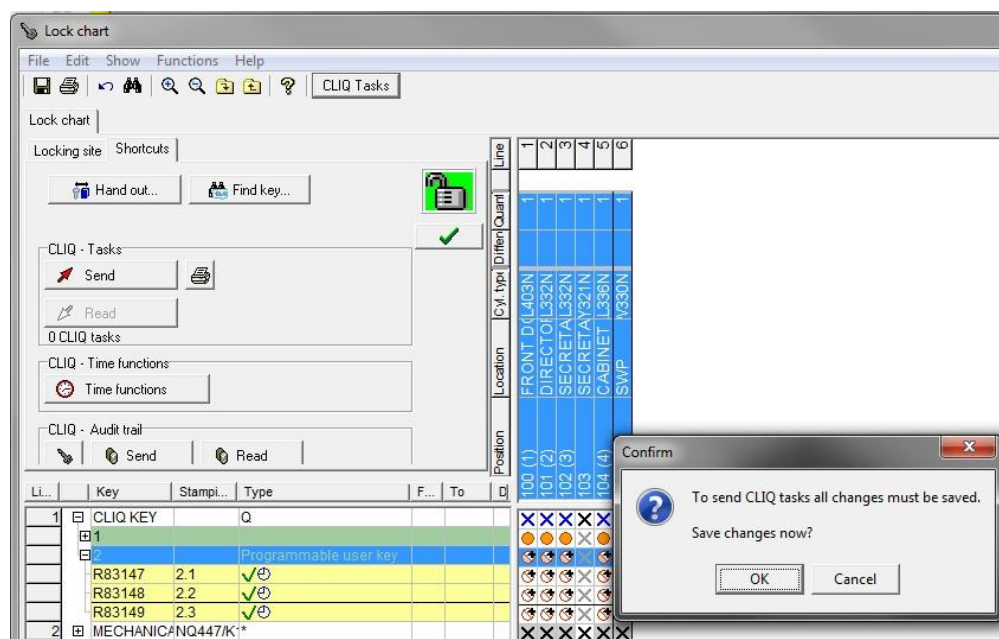 Lock chart
File Edit Show Functions Help
CLIQ Tasks
Lock chart
Locking site Shortcuts
Hand out... Find key...
CLIQ - Tasks
Send
Read
0 CLIQ tasks
CLIQ - Time functions
Time functions
CLIQ - Audit trail
Send Read
Line 1 2 3 4 5 6
Quant 1 1 1 1 1 1
Differ
Cyl. type L403N L332N L332N Y321N L336N V330N
Location FRONT DO DIRECTOR SECRETA SECRETA CABINET SWP
Position 100 (1) 101 (2) 102 (3) 103 104 (4)
Li... Key Stampi... Type F... To D
1 CLIQ KEY Q
1
2 Programmable user key
R83147 2.1
R83148 2.2
R83149 2.3
2 MECHANICA NQ447/K *
Confirm
To send CLIQ tasks all changes must be saved.
Save changes now?
OK Cancel